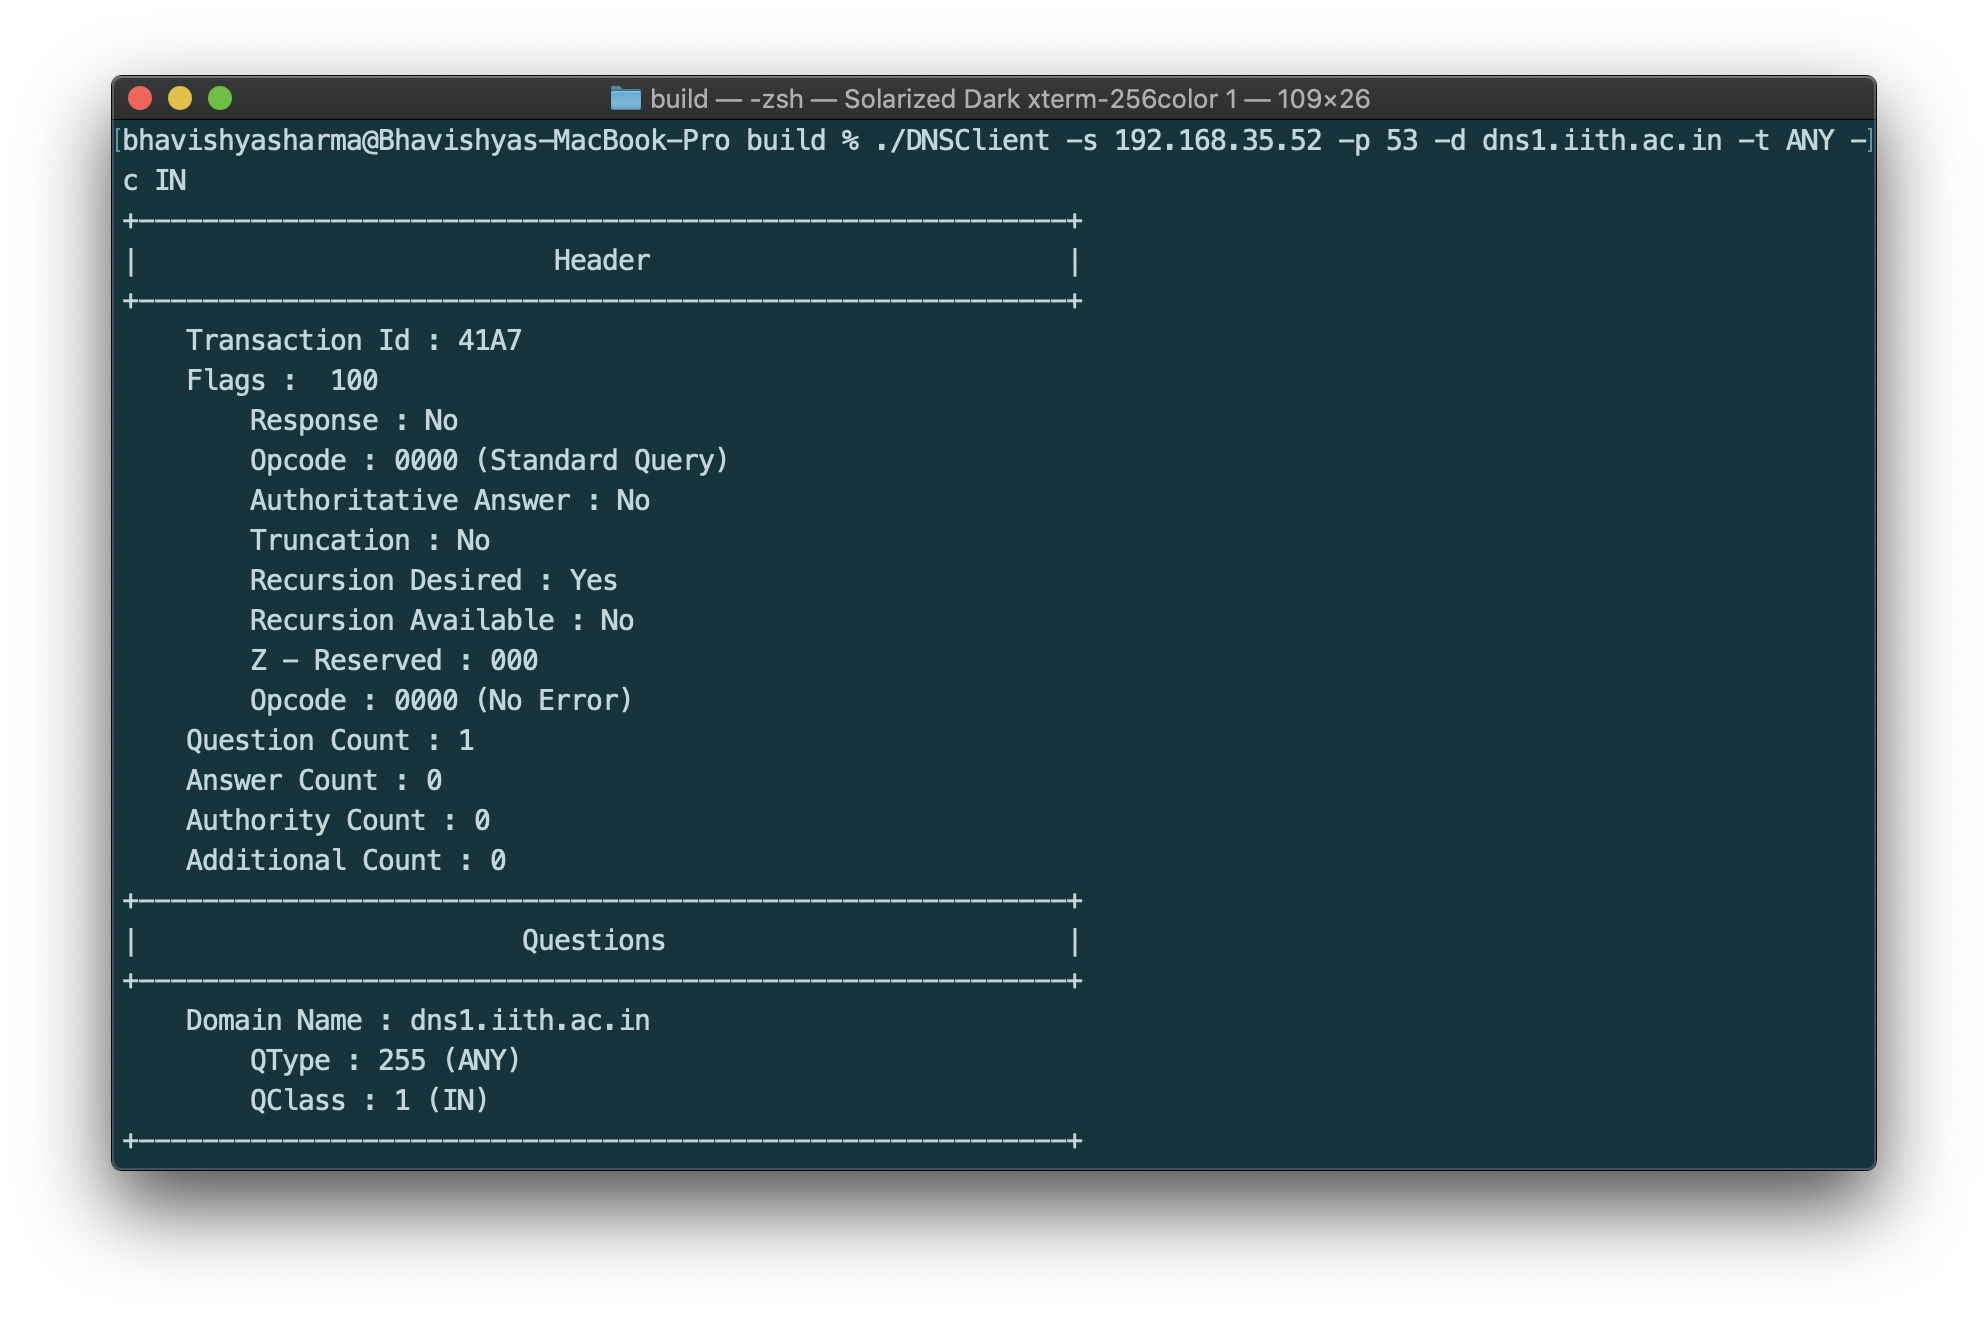 build — -zsh — Solarized Dark xterm-256color 1 — 109×26
[bhavishyasharma@Bhavishyas-MacBook-Pro build % ./DNSClient -s 192.168.35.52 -p 53 -d dns1.iith.ac.in -t ANY -]
c IN
+----------------------------------------------------------+
|                          Header                          |
+----------------------------------------------------------+
    Transaction Id : 41A7
    Flags :  100
        Response : No
        Opcode : 0000 (Standard Query)
        Authoritative Answer : No
        Truncation : No
        Recursion Desired : Yes
        Recursion Available : No
        Z - Reserved : 000
        Opcode : 0000 (No Error)
    Question Count : 1
    Answer Count : 0
    Authority Count : 0
    Additional Count : 0
+----------------------------------------------------------+
|                        Questions                         |
+----------------------------------------------------------+
    Domain Name : dns1.iith.ac.in
        QType : 255 (ANY)
        QClass : 1 (IN)
+----------------------------------------------------------+